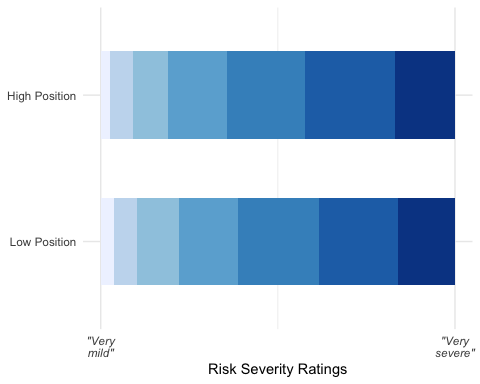 High Position
Low Position
"Very
mild"
"Very
severe"
Risk Severity Ratings